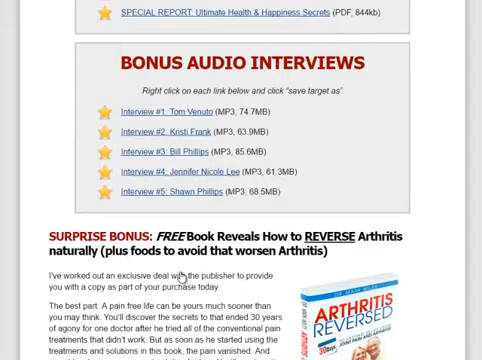 SPECIAL REPORT: Ultimate Health & Happiness Secrets (PDF, 844kb)
BONUS AUDIO INTERVIEWS
Right click on each link below and click "save target as"
Interview #1: Tom Venuto (MP3, 74.7MB)
Interview #2: Kristi Frank (MP3, 63.9MB)
Interview #3: Bill Phillips (MP3, 85.6MB)
Interview #4: Jennifer Nicole Lee (MP3, 61.3MB)
Interview #5: Shawn Phillips (MP3, 68.5MB)
SURPRISE BONUS: FREE Book Reveals How to REVERSE Arthritis
naturally (plus foods to avoid that worsen Arthritis)
I've worked out an exclusive deal with the publisher to provide
you with a copy as part of your purchase today.
The best part: A pain free life can be yours much sooner than
you may think. You'll discover the secrets to that ended 30 years
of agony for one doctor after he tried all of the conventional pain
treatments that didn't work. But as soon as he started using the
treatments and solutions in this book, the pain vanished. And
ARTHRITIS
REVERSED
30 Days